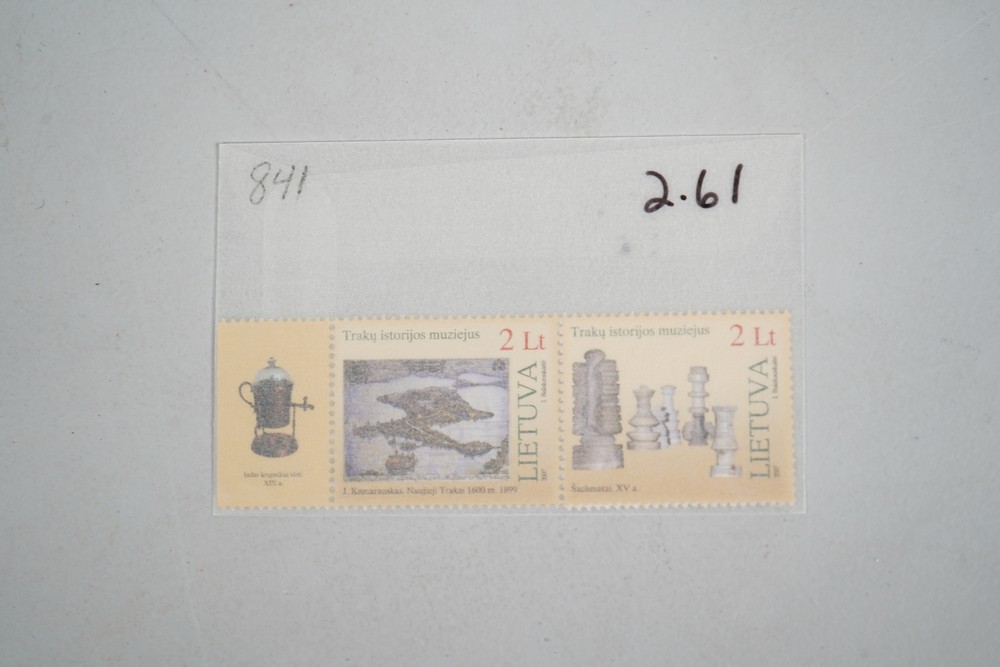 841
2.61
XIX a.
Trakų istorijos muziejus
2 Lt
LIETUVA
J. Kamarauskas. Naujieji Trakai 1600 m. 1899
Trakų istorijos muziejus
2 Lt
LIETUVA
Šachmatai. XV a.